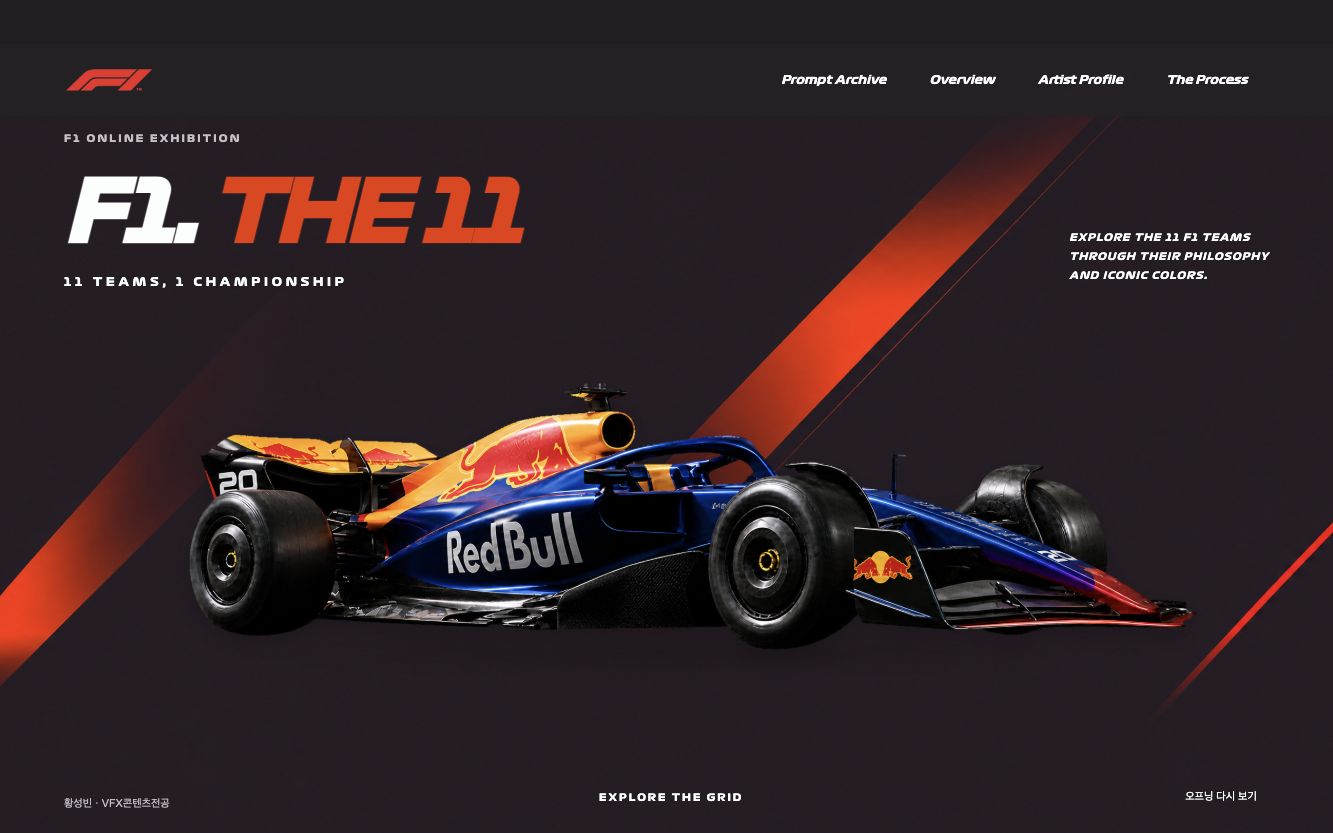 F1
Prompt Archive
Overview
Artist Profile
The Process
F1 ONLINE EXHIBITION
F1. THE 11
11 TEAMS, 1 CHAMPIONSHIP
EXPLORE THE 11 F1 TEAMS
THROUGH THEIR PHILOSOPHY
AND ICONIC COLORS.
20
Red Bull
황성빈 · VFX콘텐츠전공
EXPLORE THE GRID
오프닝 다시 보기